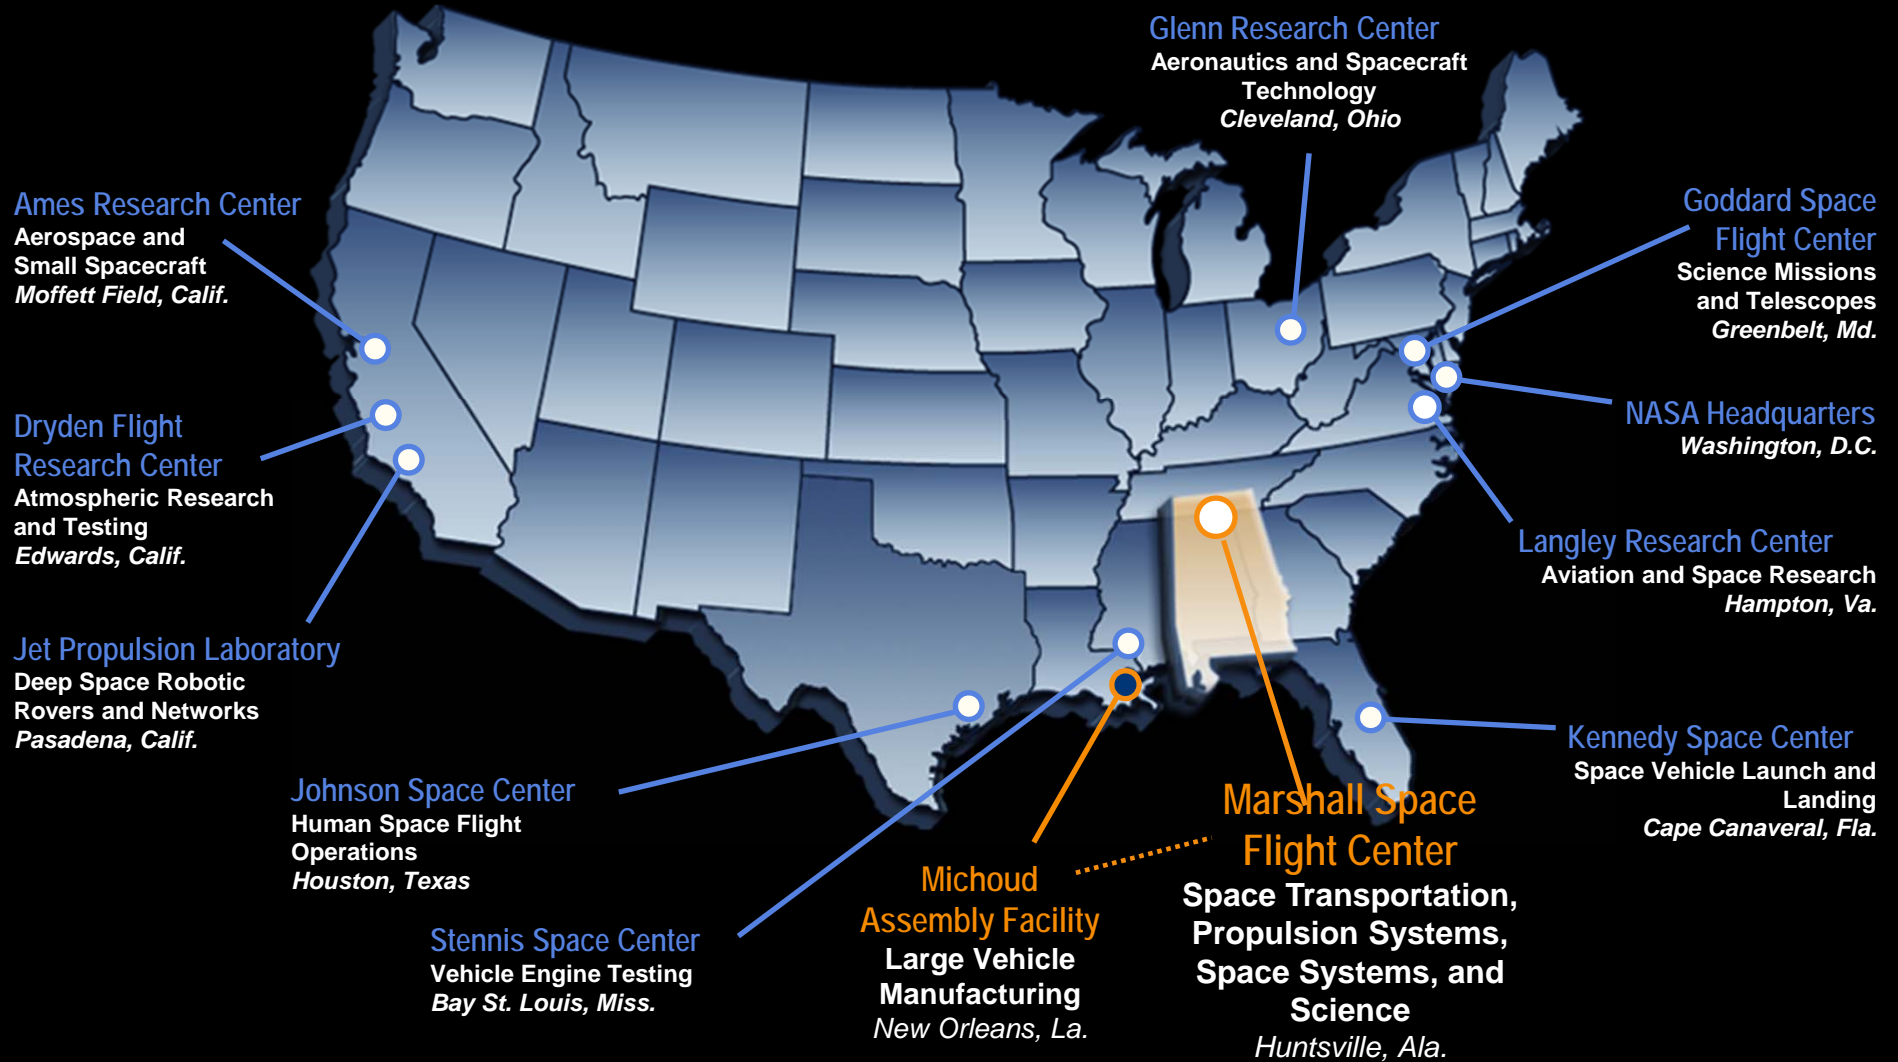 Glenn Research Center
Aeronautics and Spacecraft
Technology
Cleveland, Ohio
Ames Research Center
Aerospace and
Small Spacecraft
Moffett Field, Calif.
Goddard Space
Flight Center
Science Missions
and Telescopes
Greenbelt, Md.
Dryden Flight
Research Center
Atmospheric Research
and Testing
Edwards, Calif.
NASA Headquarters
Washington, D.C.
Langley Research Center
Aviation and Space Research
Hampton, Va.
Jet Propulsion Laboratory
Deep Space Robotic
Rovers and Networks
Pasadena, Calif.
Kennedy Space Center
Space Vehicle Launch and
Landing
Cape Canaveral, Fla.
Johnson Space Center
Human Space Flight
Operations
Houston, Texas
Marshall Space
Flight Center
Space Transportation,
Propulsion Systems,
Space Systems, and
Science
Huntsville, Ala.
Michoud
Assembly Facility
Large Vehicle
Manufacturing
New Orleans, La.
Stennis Space Center
Vehicle Engine Testing
Bay St. Louis, Miss.